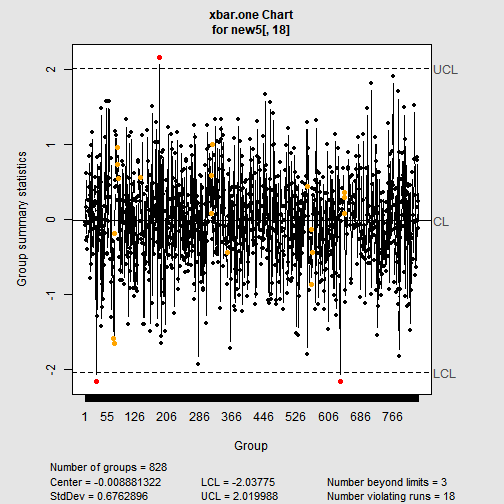 xbar.one Chart
for new5[, 18]
Group summary statistics
2
1
0
-1
-2
UCL
CL
LCL
1 55 126 206 286 366 446 526 606 686 766
Group
Number of groups = 828
Center = -0.008881322 LCL = -2.03775 Number beyond limits = 3
StdDev = 0.6762896 UCL = 2.019988 Number violating runs = 18